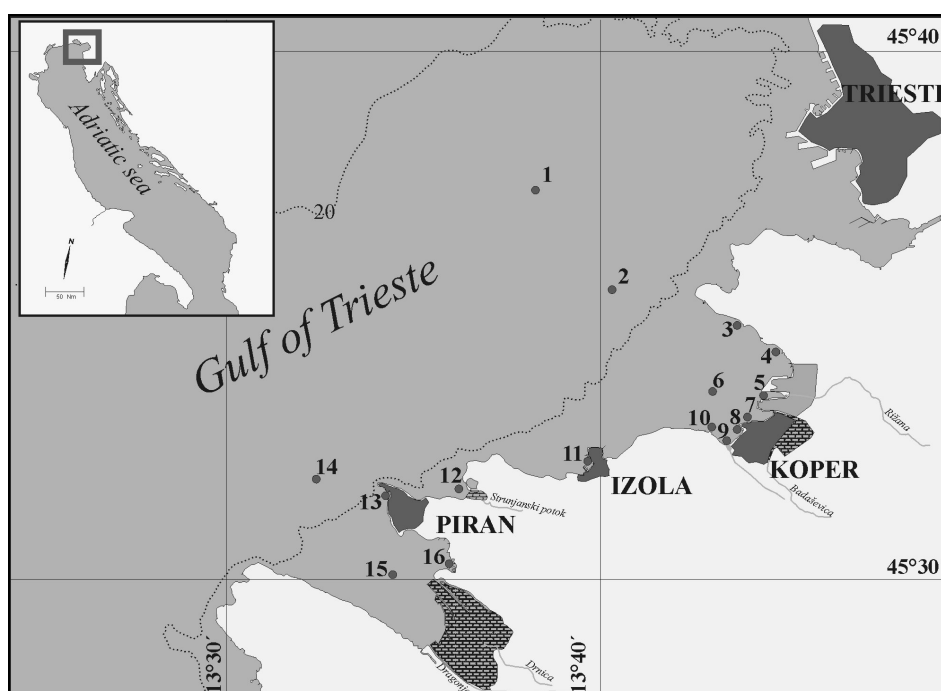 45°40
TRIESTE
Adriatic sea
N
50 Nm
20
1
Gulf of Trieste
2
3
4
5
6
7
8
9
10
Rižana
KOPER
11
IZOLA
Badaševica
12
Strunjanski potok
14
13
PIRAN
15
16
45°30
13°30´
13°40´
Drnica
Dragonja